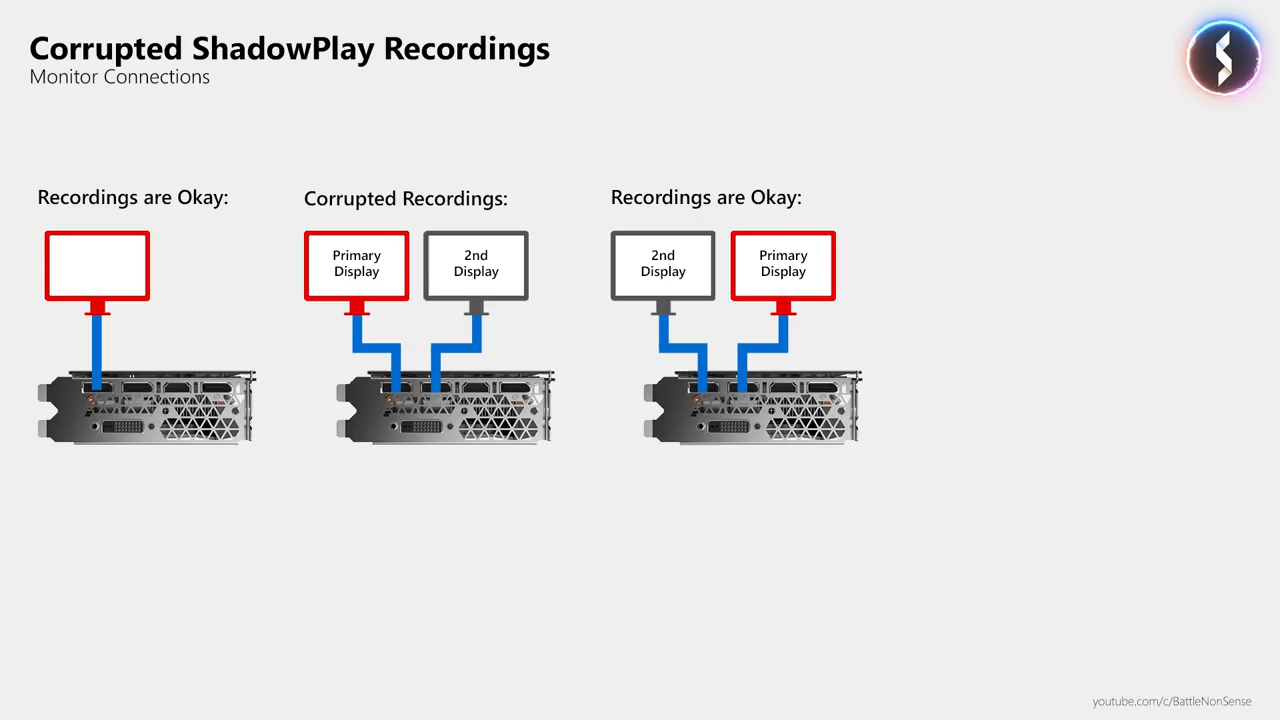 Corrupted ShadowPlay Recordings
Monitor Connections
Recordings are Okay:
Corrupted Recordings:
Primary
Display
2nd
Display
Recordings are Okay:
2nd
Display
Primary
Display
youtube.com/c/BattleNonSense